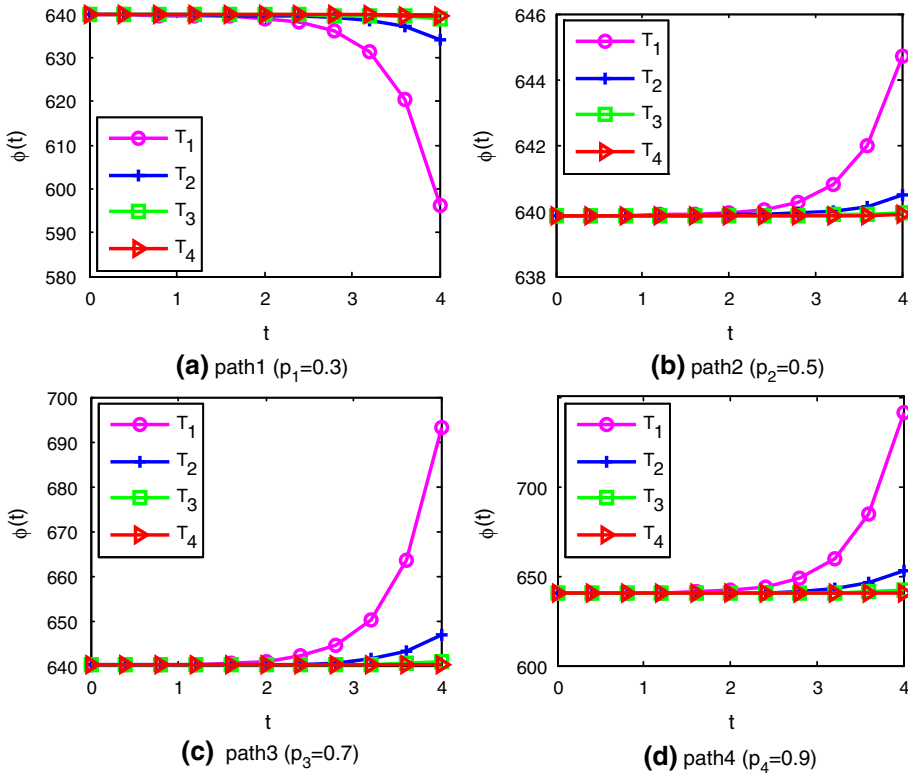 640
630
620
610
600
590
580
ϕ(t)
T1
T2
T3
T4
0 1 2 3 4
t
(a) path1 (p1=0.3)
646
644
642
640
638
ϕ(t)
T1
T2
T3
T4
0 1 2 3 4
t
(b) path2 (p2=0.5)
700
690
680
670
660
650
640
ϕ(t)
T1
T2
T3
T4
0 1 2 3 4
t
(c) path3 (p3=0.7)
700
650
600
ϕ(t)
T1
T2
T3
T4
0 1 2 3 4
t
(d) path4 (p4=0.9)